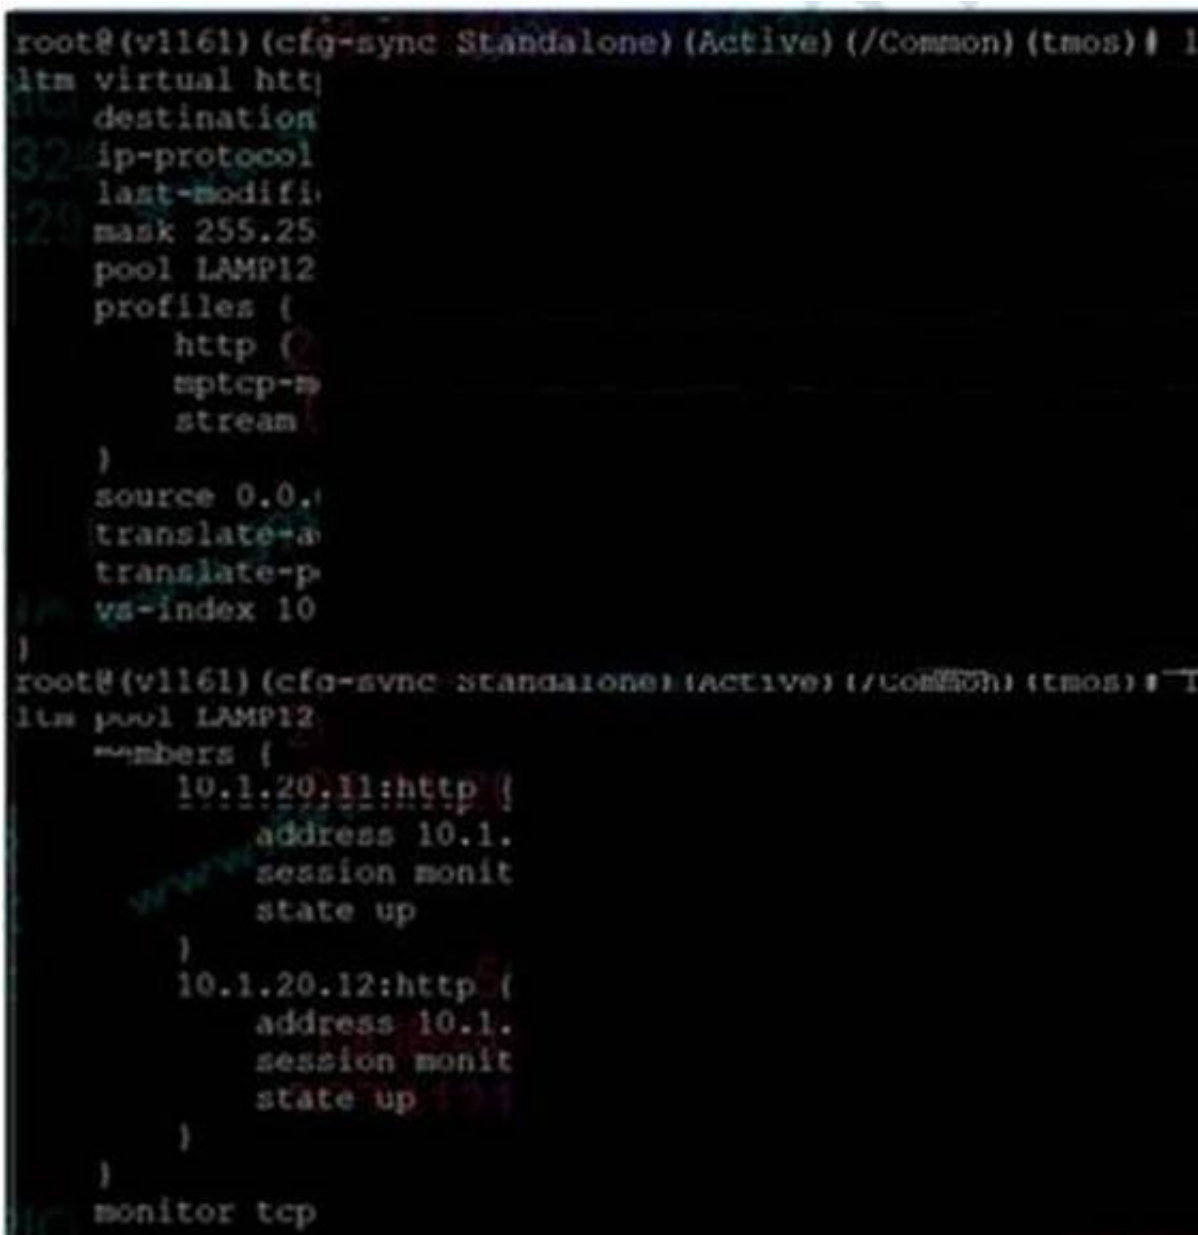 root@(v1161)(cfg-sync Standalone)(Active)(/Common)(tmos)# l
ltm virtual http
destination
ip-protocol
last-modifi
mask 255.25
pool LAMP12
profiles {
http {
mptcp-m
stream
}
source 0.0.
translate-a
translate-p
vs-index 10
}
root@(v1161)(cfg-sync Standalone)(Active)(/Common)(tmos)# l
ltm pool LAMP12
members {
10.1.20.11:http {
address 10.1.
session monit
state up
}
10.1.20.12:http {
address 10.1.
session monit
state up
}
}
monitor tcp